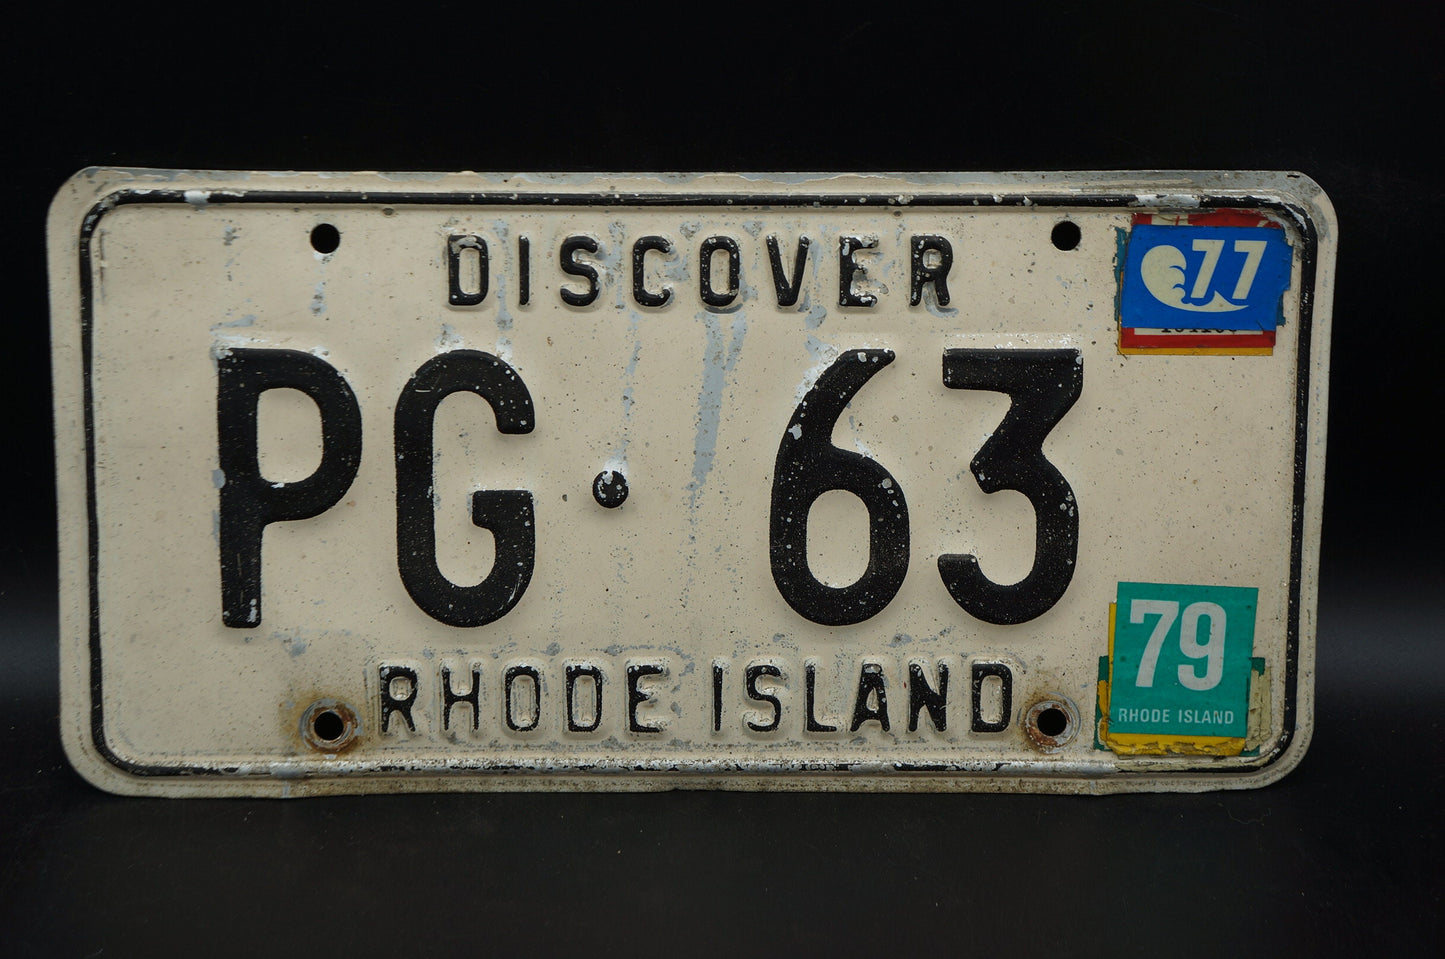 DISCOVER
77
PG· 63
79
RHODE ISLAND
RHODE ISLAND